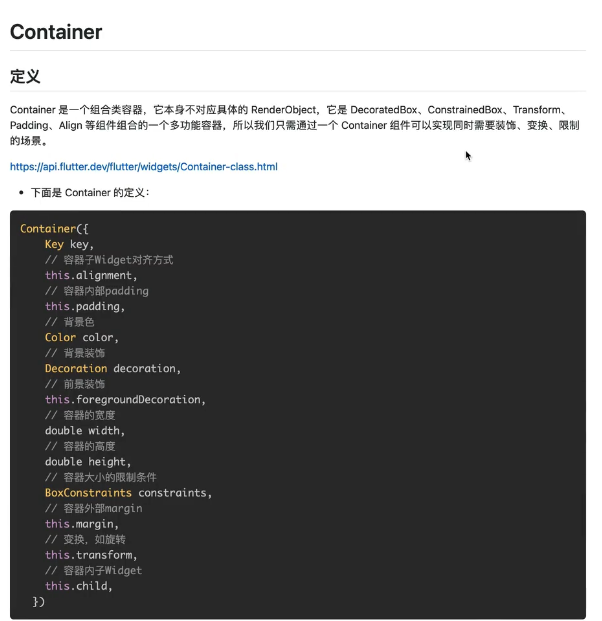 Container
定义
Container 是一个组合类容器，它本身不对应具体的 RenderObject，它是 DecoratedBox、ConstrainedBox、Transform、
Padding、Align 等组件组合的一个多功能容器，所以我们只需通过一个 Container 组件可以实现同时需要装饰、变换、限制
的场景。
https://api.flutter.dev/flutter/widgets/Container-class.html
• 下面是 Container 的定义：
Container({
Key key,
// 容器子Widget对齐方式
this.alignment,
// 容器内部padding
this.padding,
// 背景色
Color color,
// 背景装饰
Decoration decoration,
// 前景装饰
this.foregroundDecoration,
// 容器的宽度
double width,
// 容器的高度
double height,
// 容器大小的限制条件
BoxConstraints constraints,
// 容器外部margin
this.margin,
// 变换，如旋转
this.transform,
// 容器内子Widget
this.child,
})